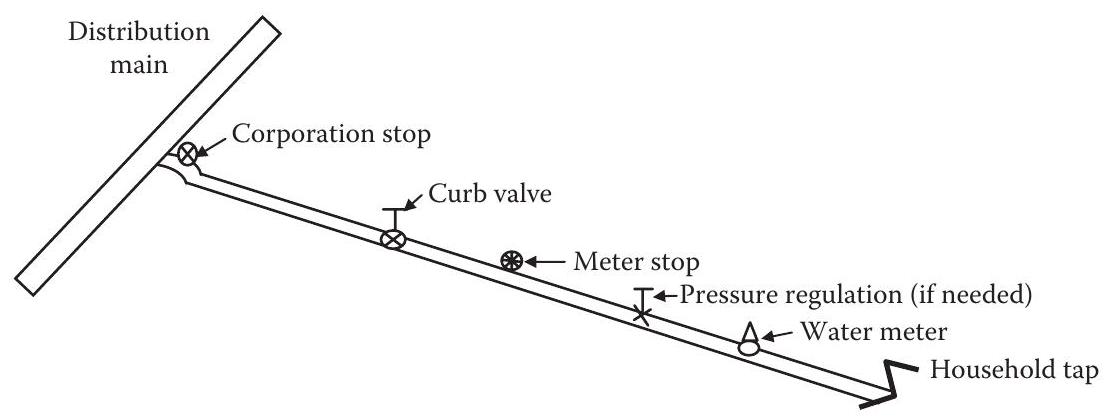 Distribution
main
Corporation stop
Curb valve
Meter stop
Pressure regulation (if needed)
Water meter
Household tap